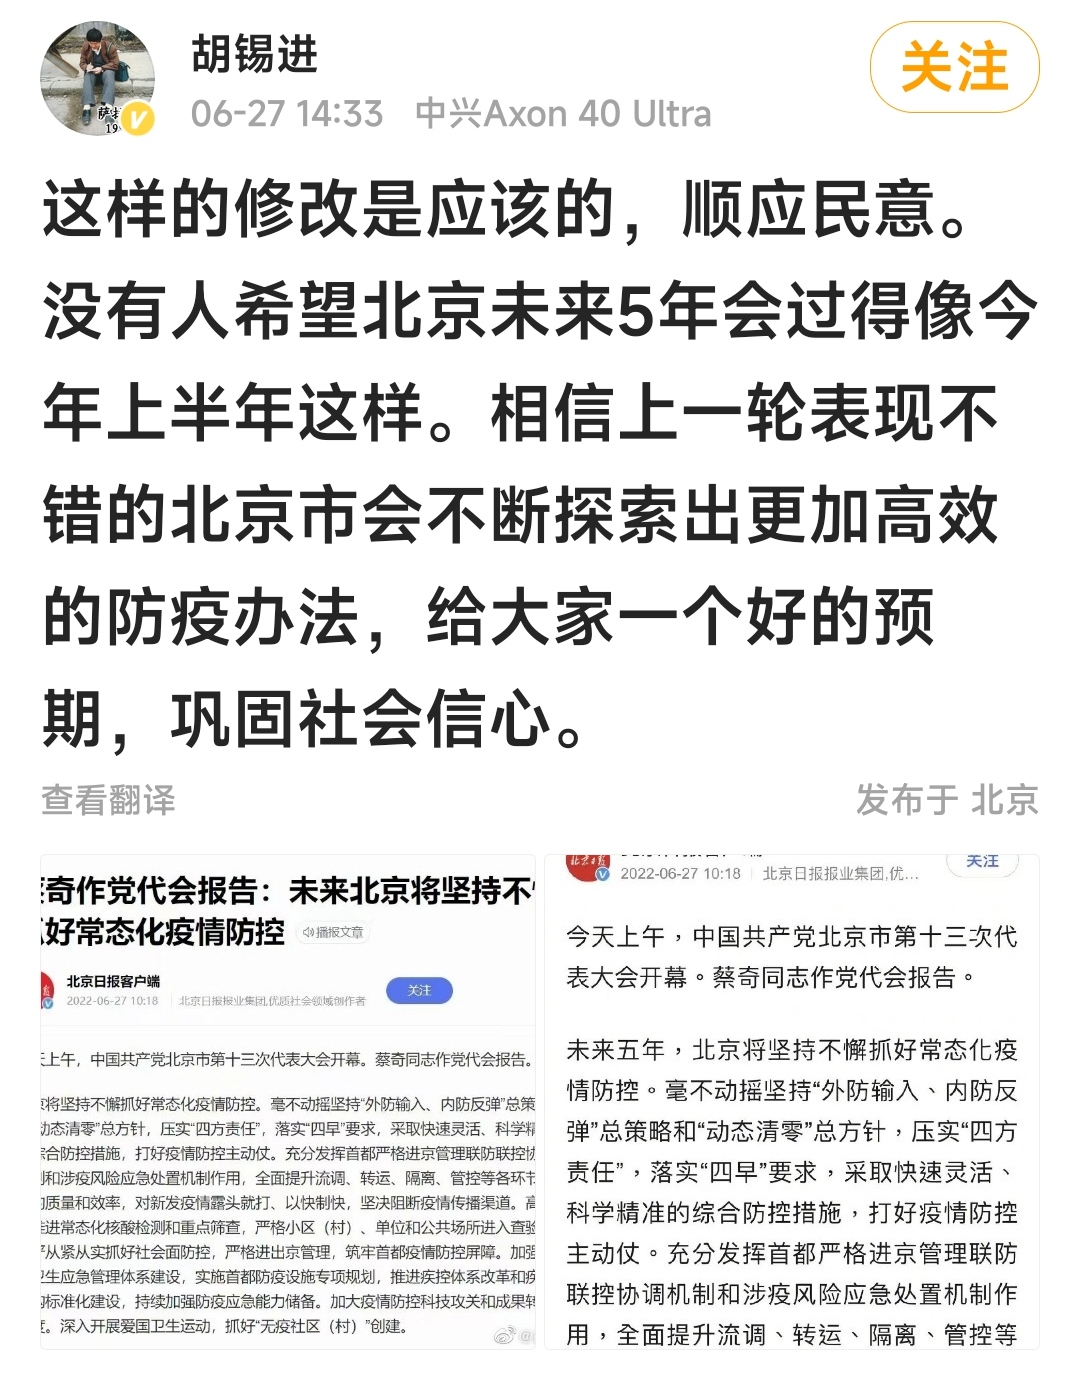 胡锡进
06-27 14:33 中兴Axon 40 Ultra
关注
这样的修改是应该的，顺应民意。
没有人希望北京未来5年会过得像今
年上半年这样。相信上一轮表现不
错的北京市会不断探索出更加高效
的防疫办法，给大家一个好的预
期，巩固社会信心。
查看翻译
发布于 北京
奇作党代会报告：未来北京将坚持不
好常态化疫情防控 播报文章
北京日报客户端
2022-06-27 10:18 北京日报报业集团,优质社会领域创作者
关注
上午，中国共产党北京市第十三次代表大会开幕。蔡奇同志作党代会报告。
将坚持不懈抓好常态化疫情防控。毫不动摇坚持“外防输入、内防反弹”总策
动态清零”总方针，压实“四方责任”，落实“四早”要求，采取快速灵活、科学精
合防控措施，打好疫情防控主动仗。充分发挥首都严格进京管理联防联控协
和涉疫风险应急处置机制作用，全面提升流调、转运、隔离、管控等各环节
质量和效率，对新发疫情露头就打、以快制快，坚决阻断疫情传播渠道。高
进常态化核酸检测和重点筛查，严格小区（村）、单位和公共场所进入查验
从紧从实抓好社会面防控，严格进出京管理，筑牢首都疫情防控屏障。加强
生应急管理体系建设，实施首都防疫设施专项规划，推进疾控体系改革和疾
标准化建设，持续加强防疫应急能力储备。加大疫情防控科技攻关和成果转
。深入开展爱国卫生运动，抓好“无疫社区（村）”创建。
北京日报
2022-06-27 10:18 北京日报报业集团,优...
关注
今天上午，中国共产党北京市第十三次代
表大会开幕。蔡奇同志作党代会报告。
未来五年，北京将坚持不懈抓好常态化疫
情防控。毫不动摇坚持“外防输入、内防反
弹”总策略和“动态清零”总方针，压实“四方
责任”，落实“四早”要求，采取快速灵活、
科学精准的综合防控措施，打好疫情防控
主动仗。充分发挥首都严格进京管理联防
联控协调机制和涉疫风险应急处置机制作
用，全面提升流调、转运、隔离、管控等